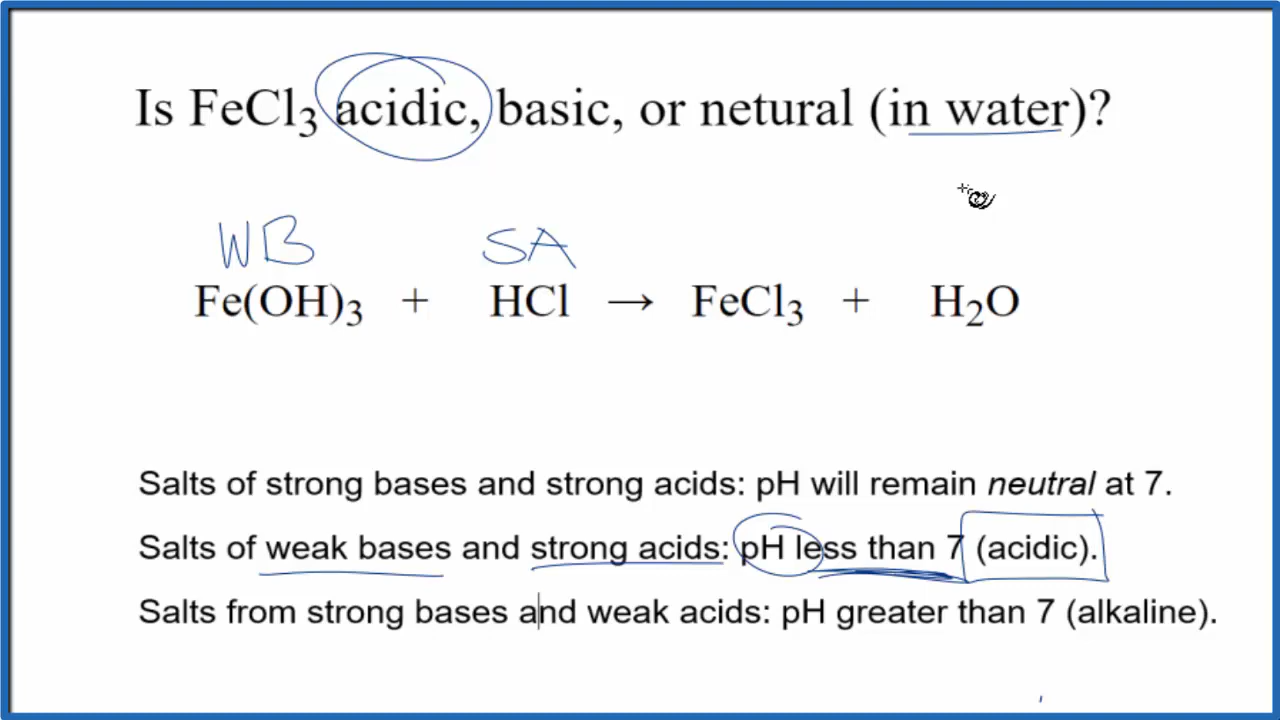 Is FeCl3 acidic, basic, or netural (in water)?
WB SA
Fe(OH)3 + HCl → FeCl3 + H2O
Salts of strong bases and strong acids: pH will remain neutral at 7.
Salts of weak bases and strong acids: pH less than 7 (acidic).
Salts from strong bases and weak acids: pH greater than 7 (alkaline).